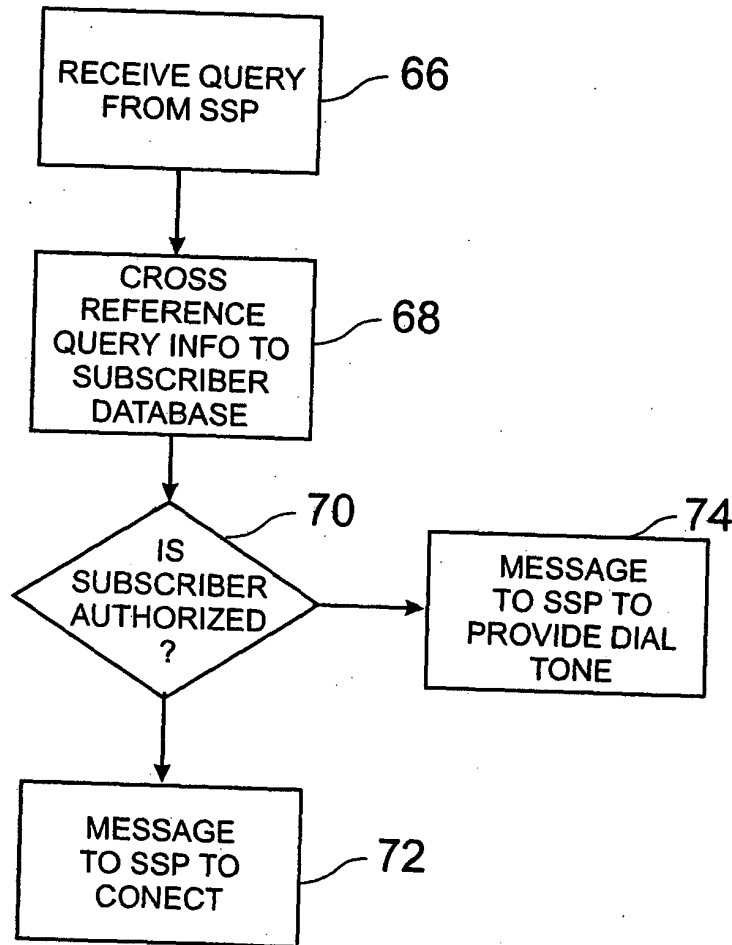 RECEIVE QUERY
FROM SSP
66
CROSS
REFERENCE
QUERY INFO TO
SUBSCRIBER
DATABASE
68
IS
SUBSCRIBER
AUTHORIZED
?
70
74
MESSAGE
TO SSP TO
PROVIDE DIAL
TONE
MESSAGE
TO SSP TO
CONECT
72